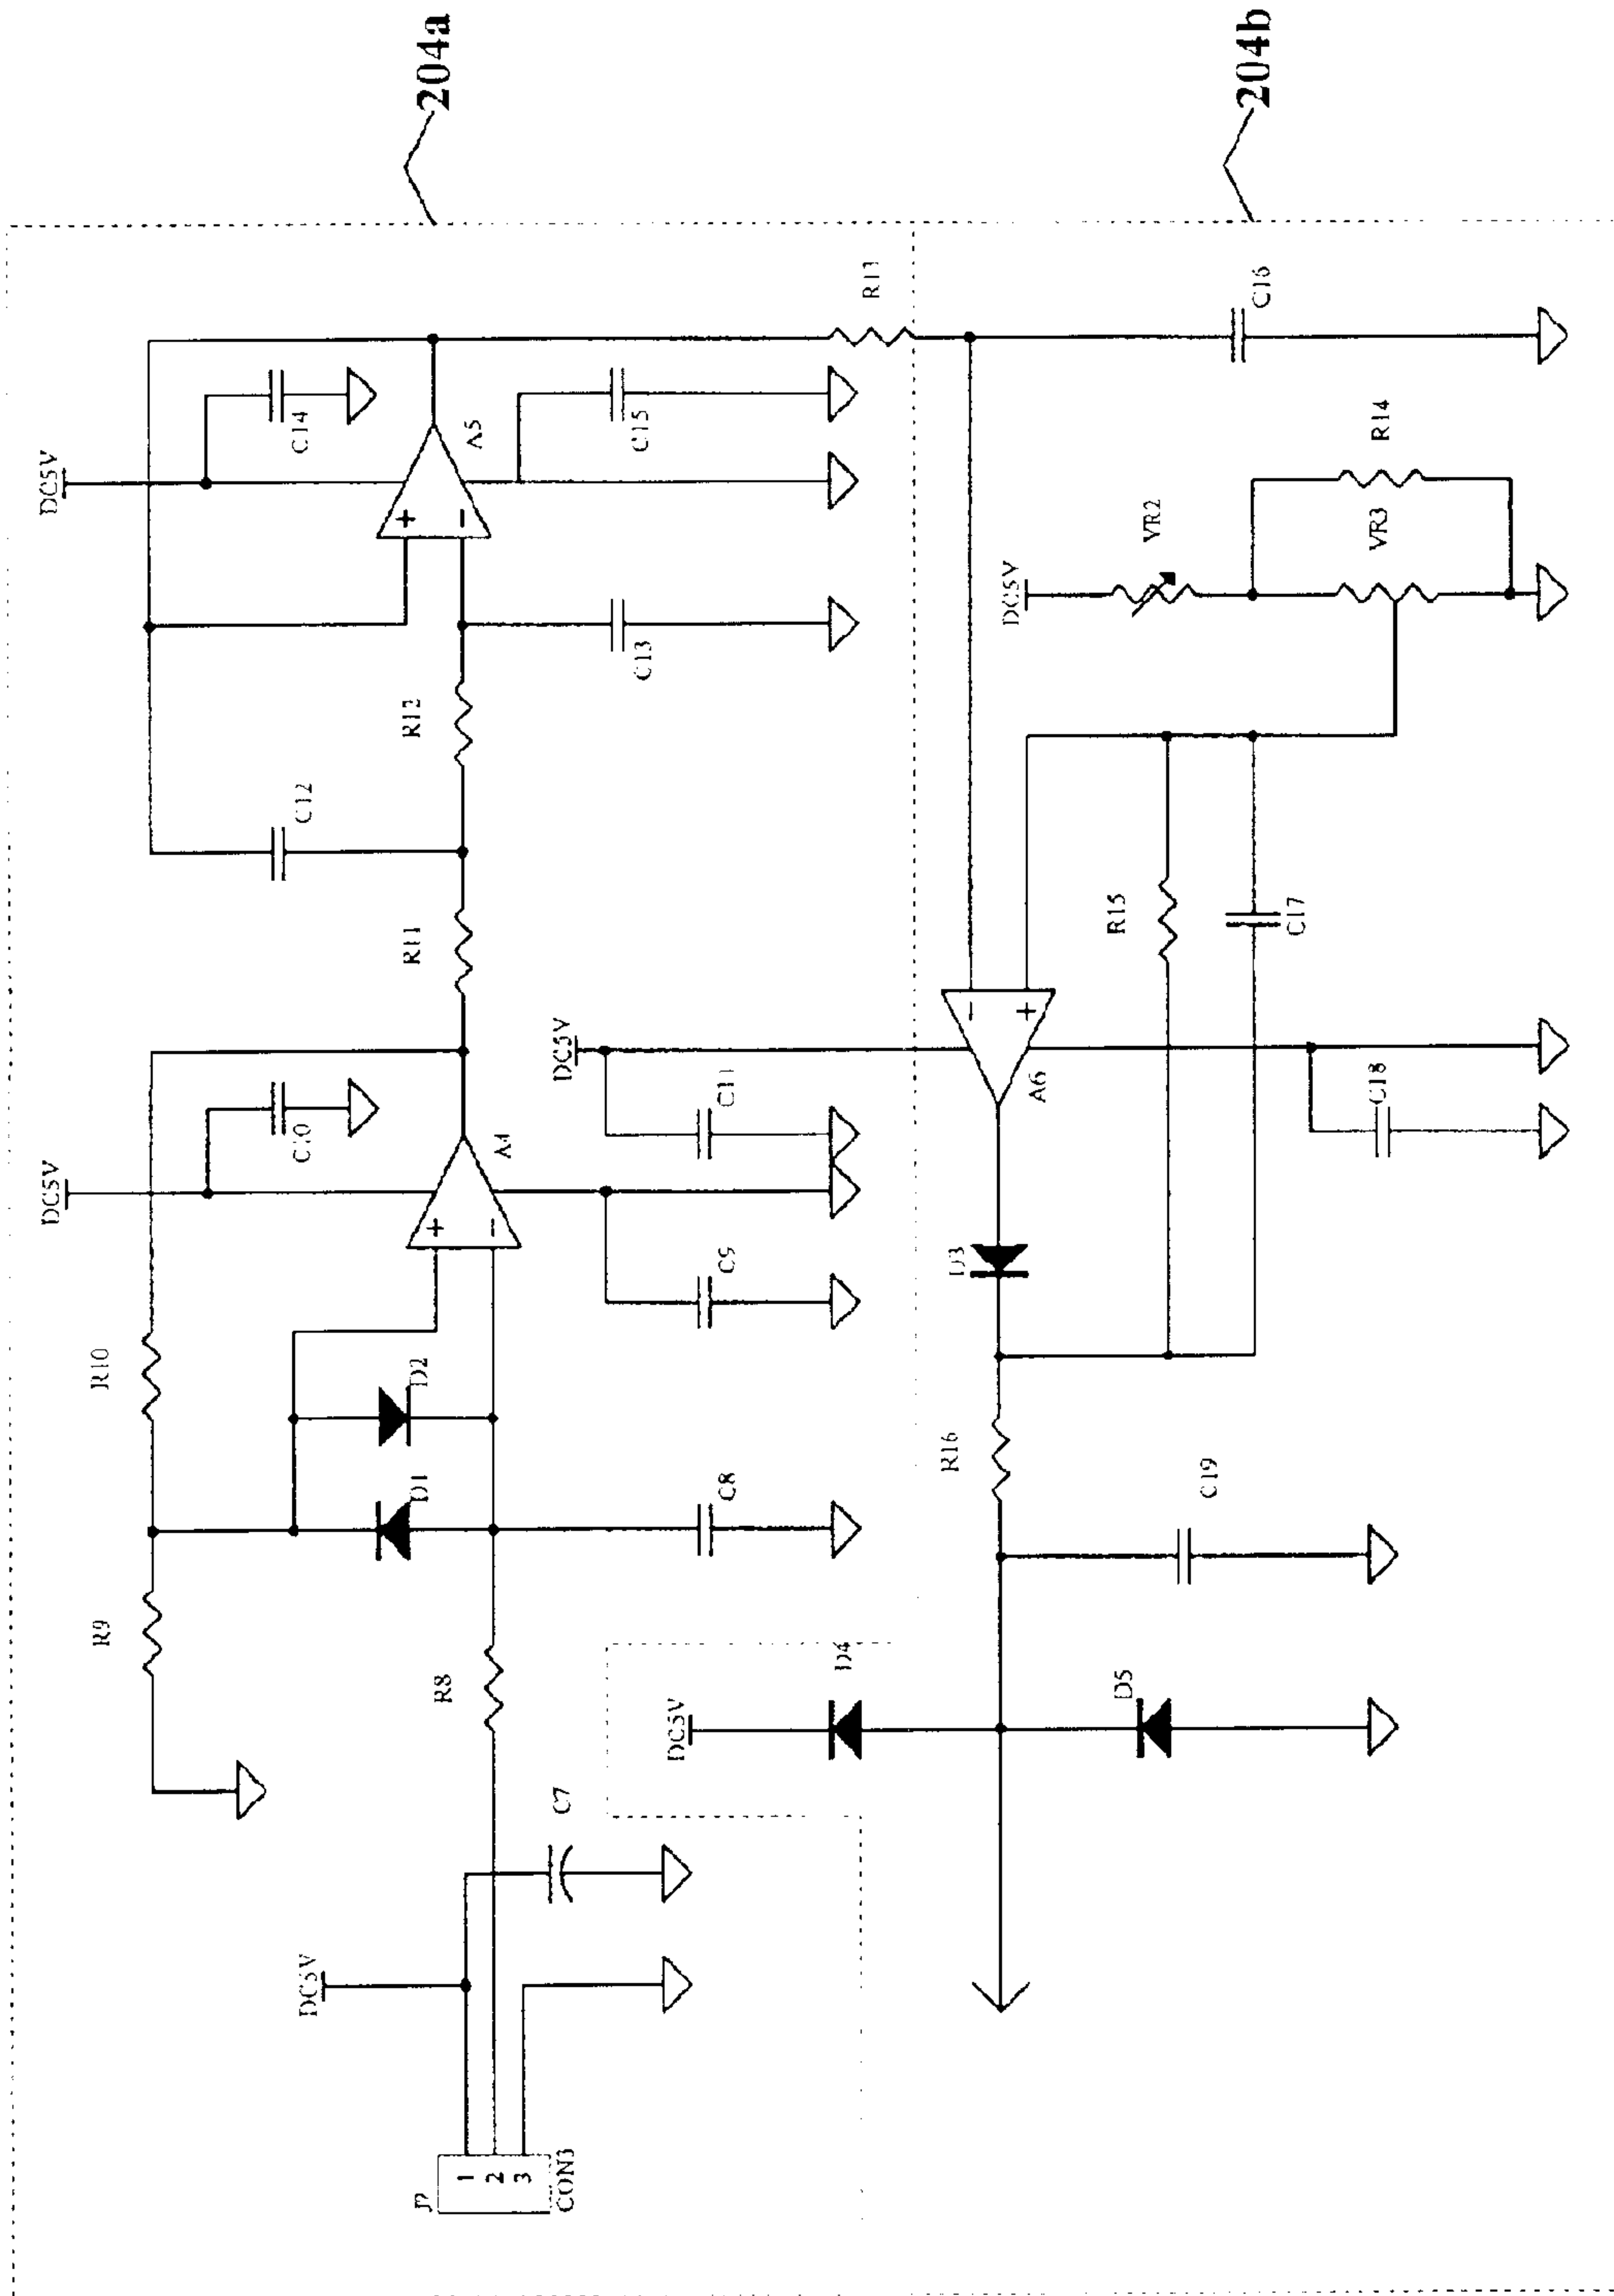 DC5V
DC5V
R9
R10
DC5V
C10
C12
C14
R11
R12
D1
D2
204a
J?
R8
+
+
1
−
−
2
3
A4
A5
CON3
C7
DC5V
C13
C15
DC5V
C8
C9
C11
D4
R13
R16
D3
−
DC5V
+
A6
D5
R15
VR2
C19
204b
C16
C17
C18
VR3
R14